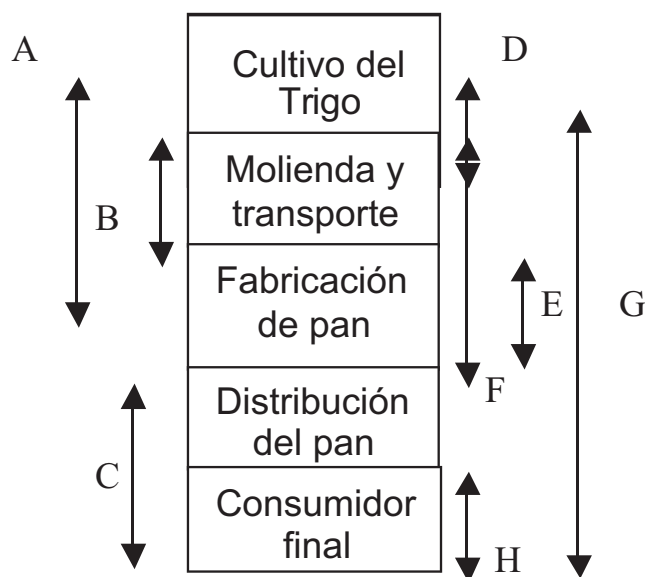 A
D
Cultivo del
Trigo
Molienda y
transporte
B
Fabricación
de pan
E
G
F
Distribución
del pan
C
Consumidor
final
H